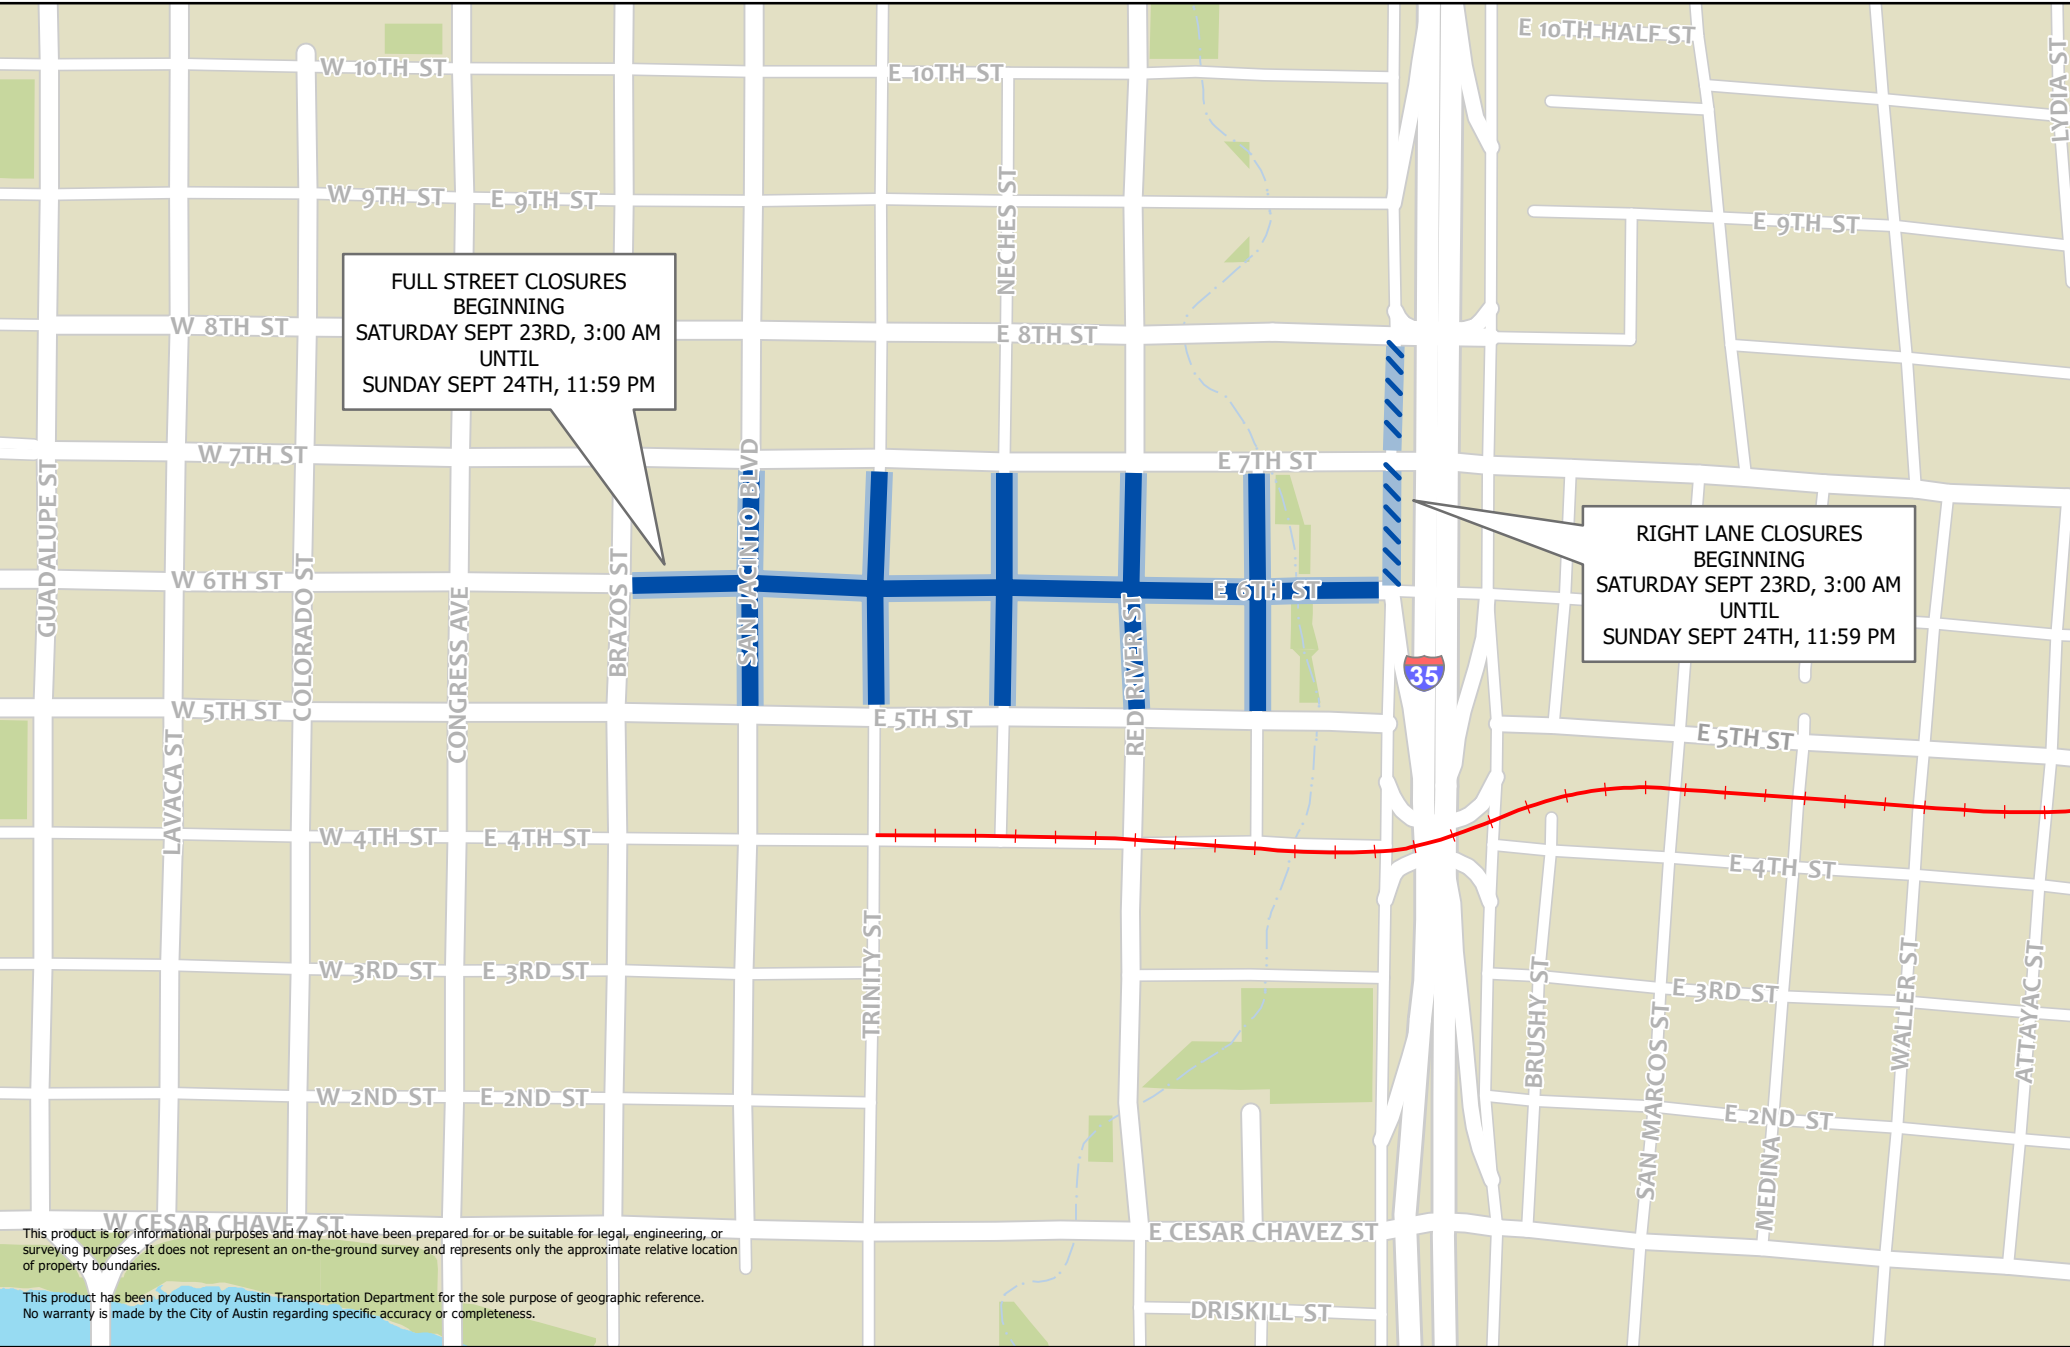 E 10TH HALF ST
LYDIA ST
W 10TH ST
E 10TH ST
W 9TH ST
E 9TH ST
NECHES ST
E 9TH ST
FULL STREET CLOSURES
BEGINNING
SATURDAY SEPT 23RD, 3:00 AM
UNTIL
SUNDAY SEPT 24TH, 11:59 PM
W 8TH ST
E 8TH ST
W 7TH ST
E 7TH ST
GUADALUPE ST
SAN JACINTO BLVD
RIGHT LANE CLOSURES
BEGINNING
SATURDAY SEPT 23RD, 3:00 AM
UNTIL
SUNDAY SEPT 24TH, 11:59 PM
W 6TH ST
COLORADO ST
CONGRESS AVE
BRAZOS ST
E 6TH ST
RED RIVER ST
35
W 5TH ST
E 5TH ST
E 5TH ST
LAVACA ST
W 4TH ST
E 4TH ST
E 4TH ST
TRINITY ST
W 3RD ST
E 3RD ST
E 3RD ST
BRUSHY ST
SAN MARCOS ST
WALLER ST
ATTAYAC ST
W 2ND ST
E 2ND ST
E 2ND ST
MEDINA
W CESAR CHAVEZ ST
E CESAR CHAVEZ ST
This product is for informational purposes and may not have been prepared for or be suitable for legal, engineering, or
surveying purposes. It does not represent an on-the-ground survey and represents only the approximate relative location
of property boundaries.
This product has been produced by Austin Transportation Department for the sole purpose of geographic reference.
No warranty is made by the City of Austin regarding specific accuracy or completeness.
DRISKILL ST